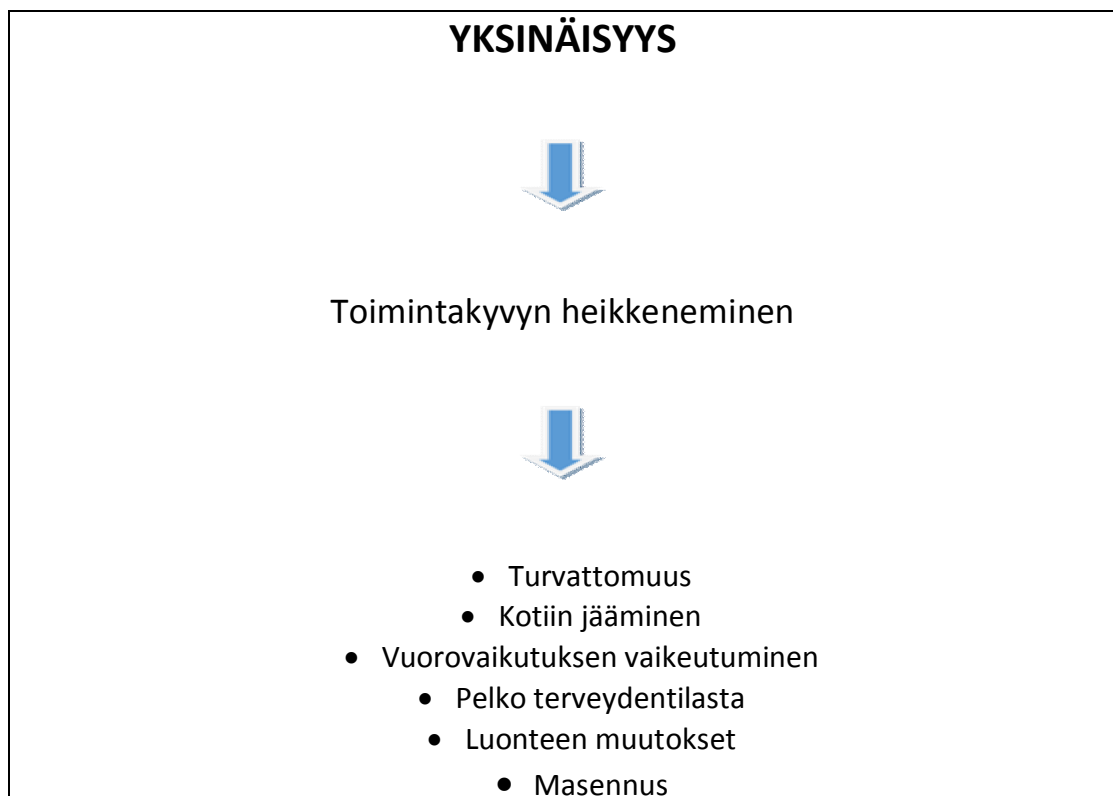 YKSINÄISYYS
Toimintakyvyn heikkeneminen
• Turvattomuus
• Kotiin jääminen
• Vuorovaikutuksen vaikeutuminen
• Pelko terveydentilasta
• Luonteen muutokset
• Masennus